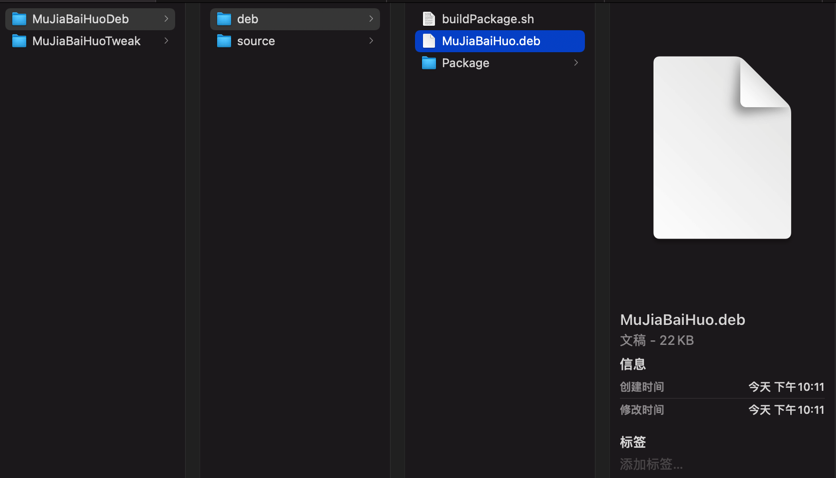 MuJiaBaiHuoDeb
MuJiaBaiHuoTweak
deb
source
buildPackage.sh
MuJiaBaiHuo.deb
Package
MuJiaBaiHuo.deb
文稿 - 22 KB
信息
创建时间 今天 下午10:11
修改时间 今天 下午10:11
标签
添加标签...